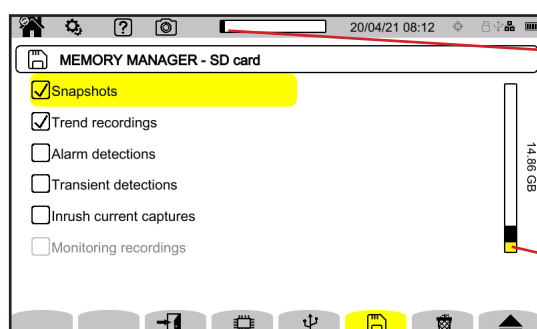 ?
20/04/21 08:12
MEMORY MANAGER - SD card
Snapshots
Trend recordings
Alarm detections
Transient detections
Inrush current captures
Monitoring recordings
14.86 GB